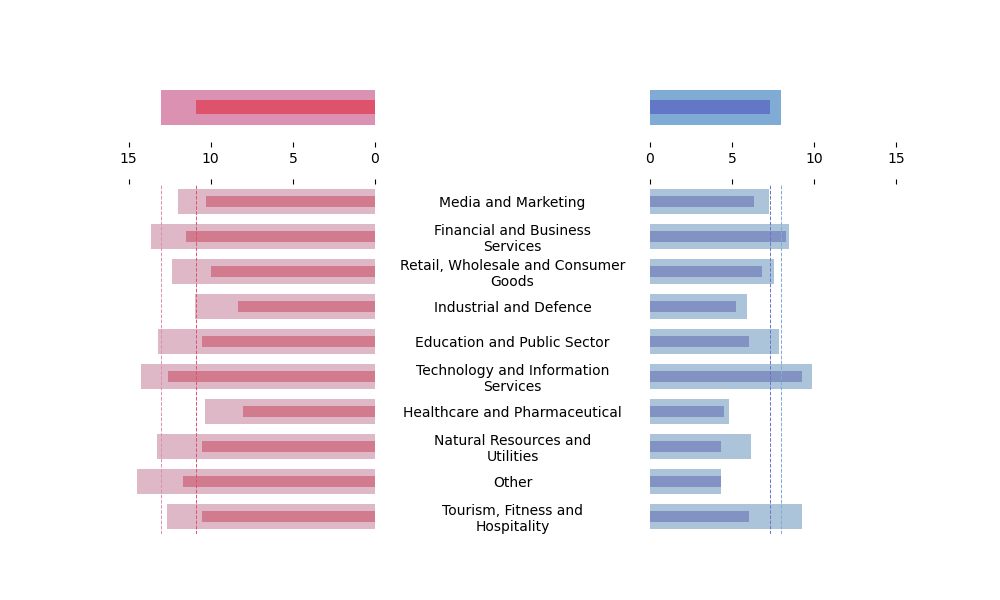 15 10 5 0 0 5 10 15
Media and Marketing
Financial and Business
Services
Retail, Wholesale and Consumer
Goods
Industrial and Defence
Education and Public Sector
Technology and Information
Services
Healthcare and Pharmaceutical
Natural Resources and
Utilities
Other
Tourism, Fitness and
Hospitality